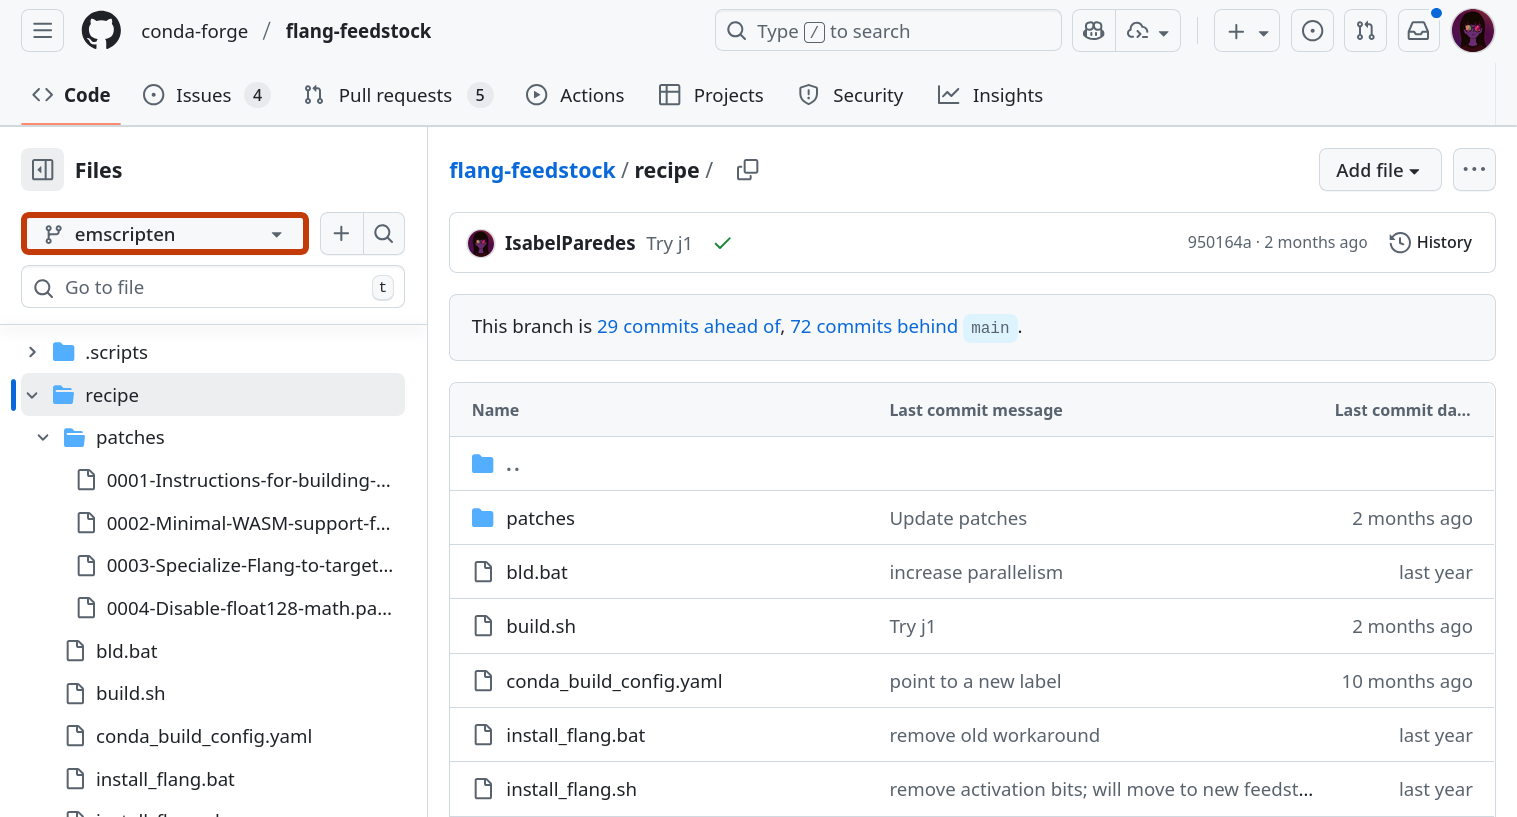 conda-forge / flang-feedstock
Type / to search
Code
Issues 4
Pull requests 5
Actions
Projects
Security
Insights
Files
emscripten
Go to file t
.scripts
recipe
patches
0001-Instructions-for-building-...
0002-Minimal-WASM-support-f...
0003-Specialize-Flang-to-target...
0004-Disable-float128-math.pa...
bld.bat
build.sh
conda_build_config.yaml
install_flang.bat
flang-feedstock / recipe /
Add file
IsabelParedes Try j1 950164a · 2 months ago History
This branch is 29 commits ahead of, 72 commits behind main .
Name Last commit message Last commit da...
..
patches Update patches 2 months ago
bld.bat increase parallelism last year
build.sh Try j1 2 months ago
conda_build_config.yaml point to a new label 10 months ago
install_flang.bat remove old workaround last year
install_flang.sh remove activation bits; will move to new feedst... last year